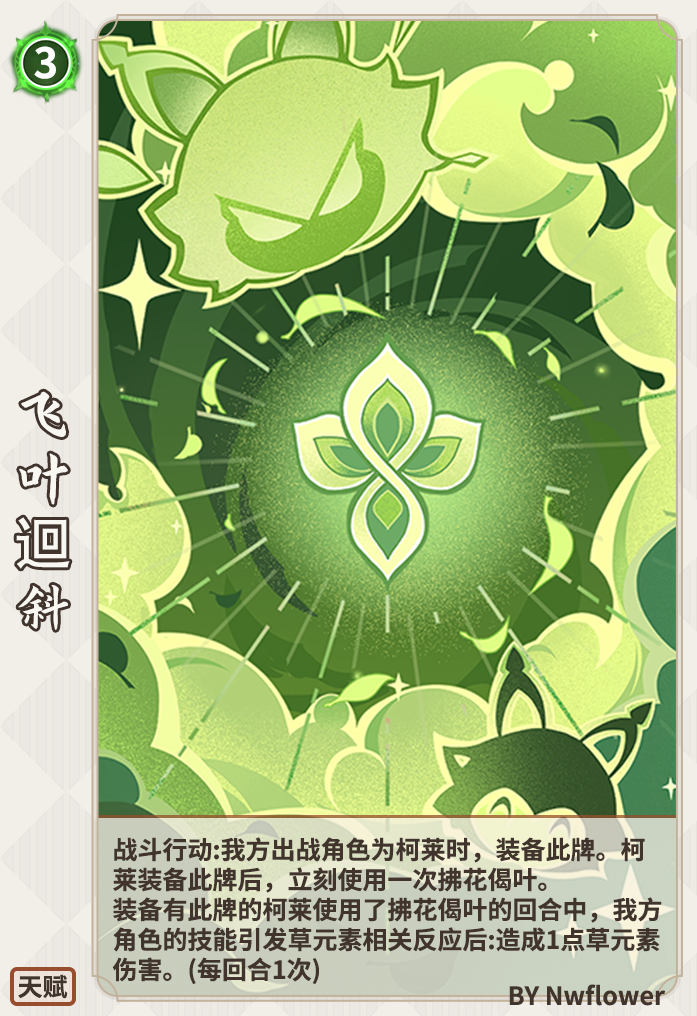 3
飞叶迴斜
战斗行动:我方出战角色为柯莱时，装备此牌。柯
莱装备此牌后，立刻使用一次拂花偈叶。
装备有此牌的柯莱使用了拂花偈叶的回合中，我方
角色的技能引发草元素相关反应后:造成1点草元素
伤害。(每回合1次)
天赋
BY Nwflower